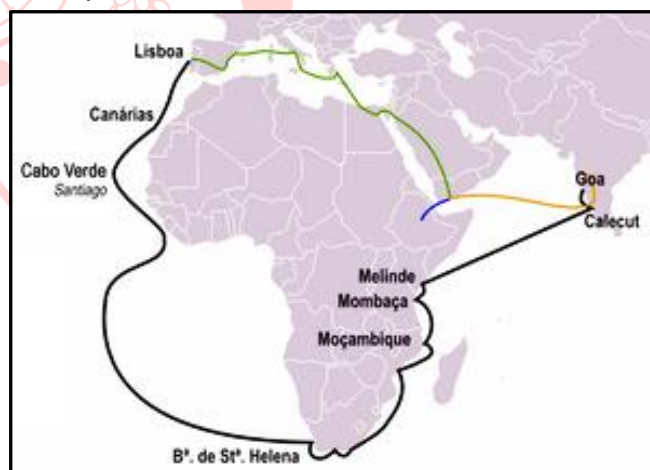 Lisboa
Canárias
Cabo Verde
Santiago
Goa
Calecut
Melinde
Mombaça
Moçambique
Bª. de Stª. Helena